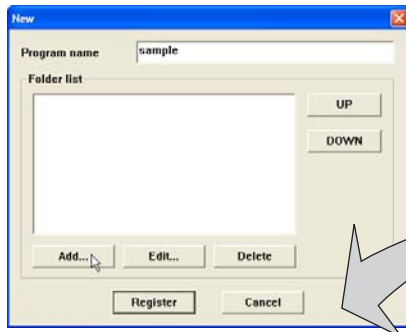 New
Program name sample
Folder list
UP
DOWN
Add... Edit... Delete
Register Cancel